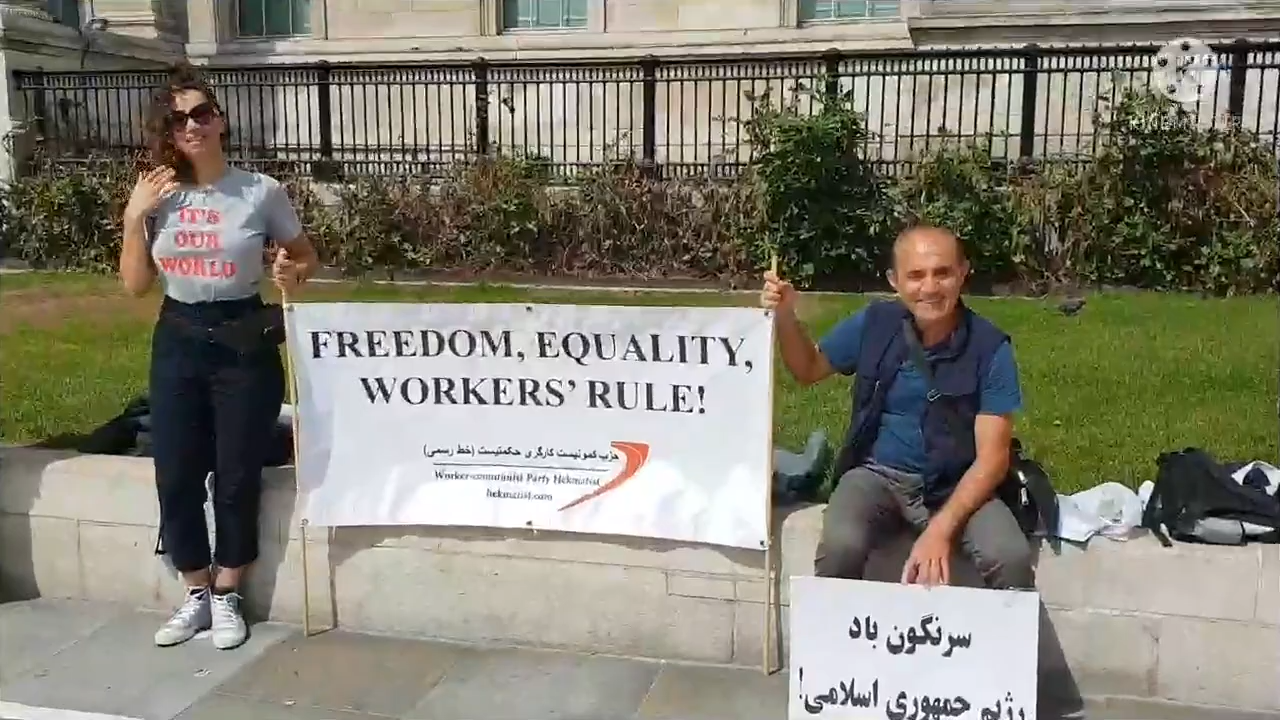 IT'S
OUR
WORLD
FREEDOM, EQUALITY,
WORKERS' RULE!
حزب کمونیست کارگری حکمتیست (خط رسمی)
Worker-communist Party Hekmatist
hekmatist.com
سرنگون باد
رژیم جمهوری اسلامی!